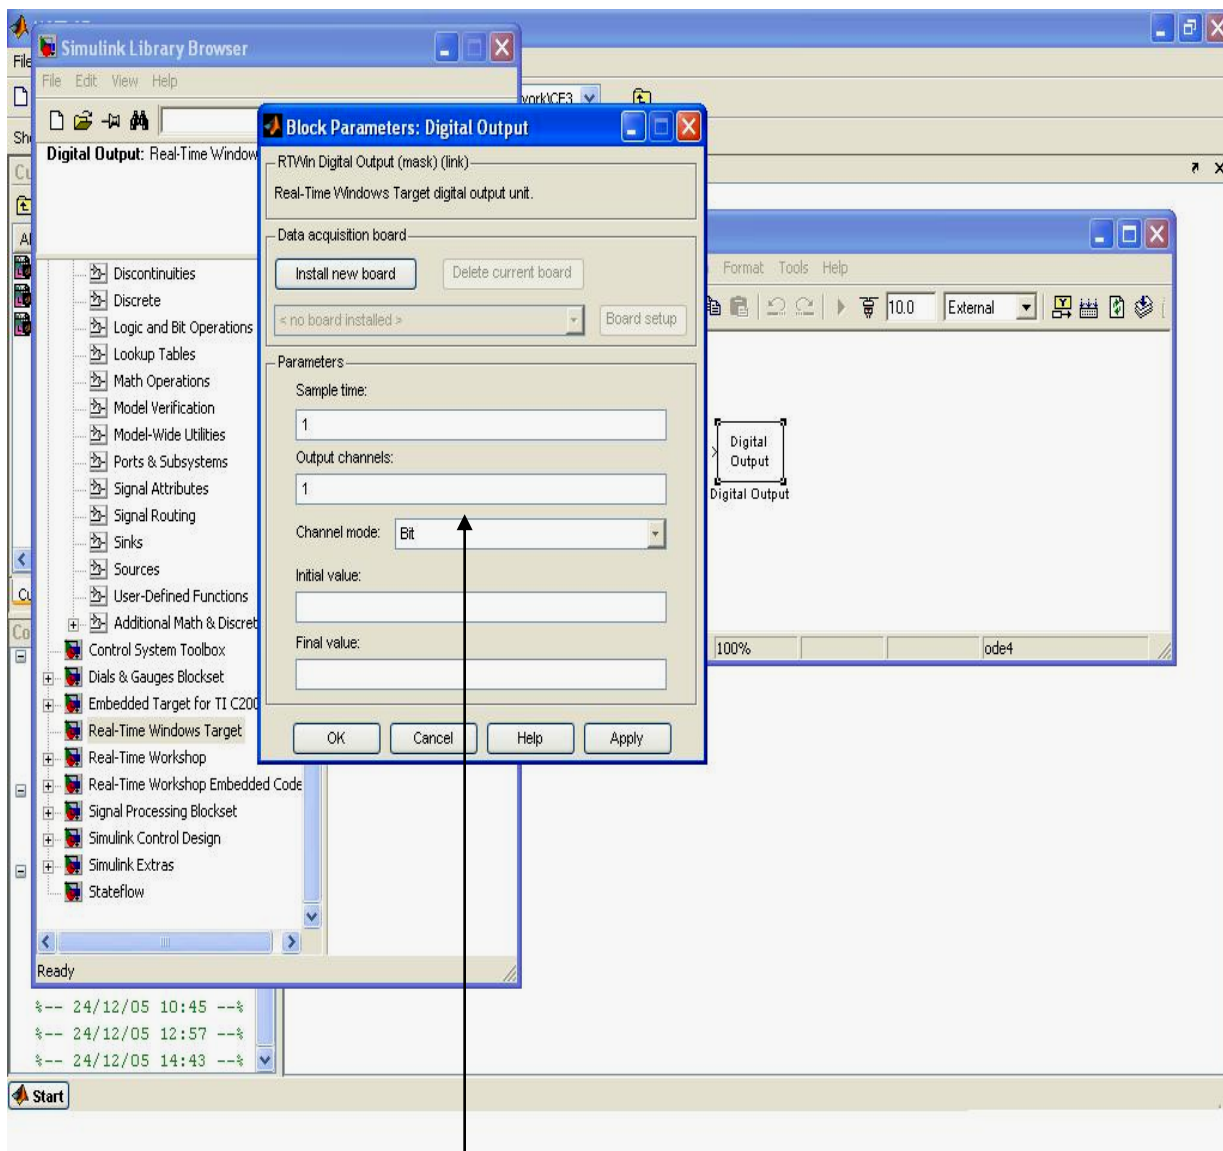 Simulink Library Browser
File
File Edit View Help
work\CF3
Digital Output: Real-Time Window
Block Parameters: Digital Output
RTWin Digital Output (mask) (link)
Real-Time Windows Target digital output unit.
Data acquisition board
Install new board
Delete current board
< no board installed >
Board setup
Parameters
Sample time:
1
Output channels:
1
Channel mode:
Bit
Initial value:
Final value:
OK
Cancel
Help
Apply
Format Tools Help
10.0
External
Digital
Output
Digital Output
100%
ode4
Discontinuities
Discrete
Logic and Bit Operations
Lookup Tables
Math Operations
Model Verification
Model-Wide Utilities
Ports & Subsystems
Signal Attributes
Signal Routing
Sinks
Sources
User-Defined Functions
Additional Math & Discret
Control System Toolbox
Dials & Gauges Blockset
Embedded Target for TI C200
Real-Time Windows Target
Real-Time Workshop
Real-Time Workshop Embedded Code
Signal Processing Blockset
Simulink Control Design
Simulink Extras
Stateflow
Ready
%-- 24/12/05 10:45 --%
%-- 24/12/05 12:57 --%
%-- 24/12/05 14:43 --%
Start